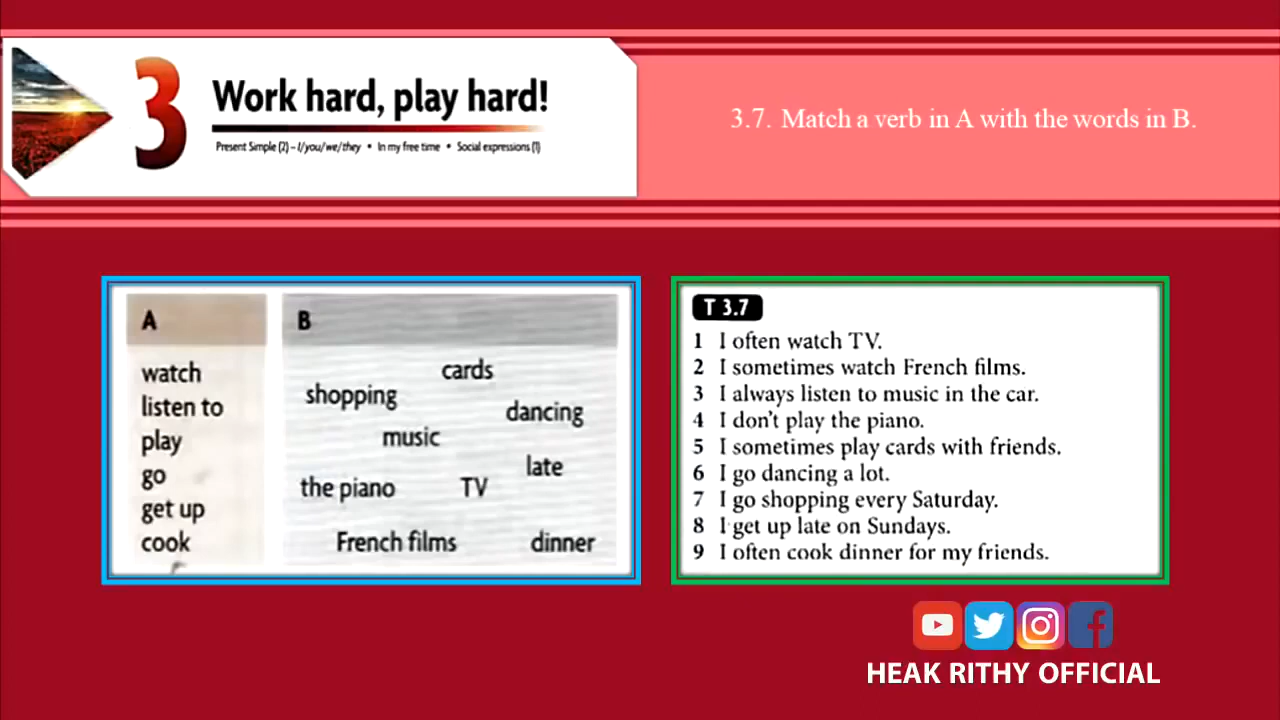 3
Work hard, play hard!
Present Simple (2) – I/you/we/they • In my free time • Social expressions (1)
3.7. Match a verb in A with the words in B.
A
watch
listen to
play
go
get up
cook
B
cards
shopping
dancing
music
late
the piano
TV
French films
dinner
T 3.7
1 I often watch TV.
2 I sometimes watch French films.
3 I always listen to music in the car.
4 I don't play the piano.
5 I sometimes play cards with friends.
6 I go dancing a lot.
7 I go shopping every Saturday.
8 I get up late on Sundays.
9 I often cook dinner for my friends.
HEAK RITHY OFFICIAL